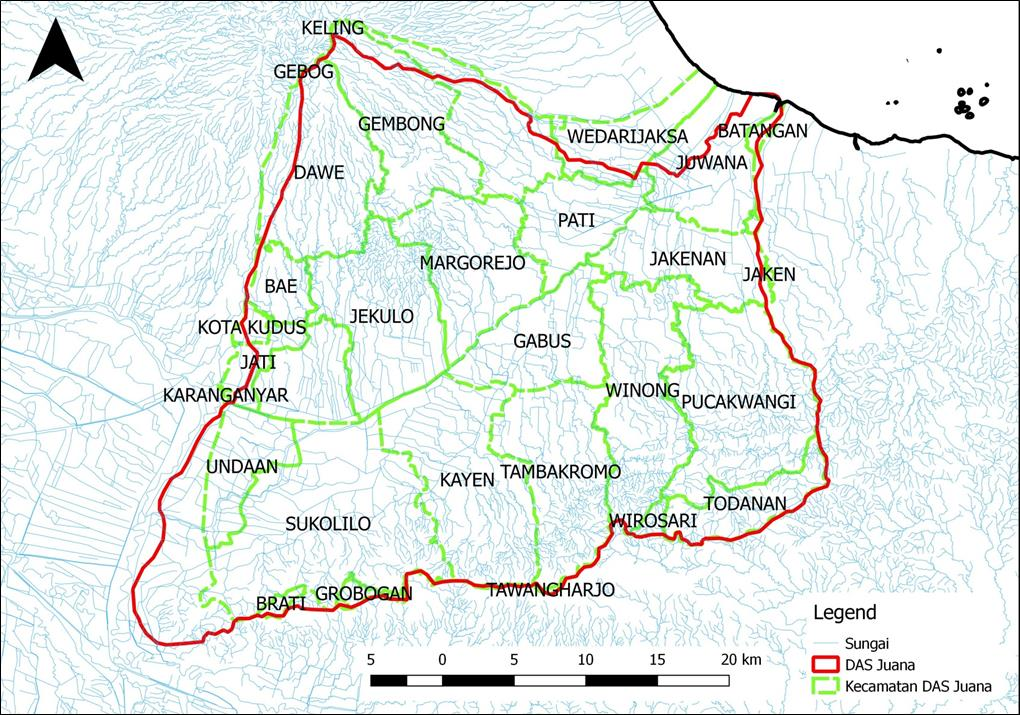 KELING
GEBOG
GEMBONG
WEDARIJAKSA
BATANGAN
JUWANA
DAWE
PATI
MARGOREJO
JAKENAN
JAKEN
BAE
JEKULO
KOTA KUDUS
GABUS
JATI
KARANGANYAR
WINONG
PUCAKWANGI
UNDAAN
KAYEN
TAMBAKROMO
SUKOLILO
TODANAN
WIROSARI
BRATI
GROBOGAN
TAWANGHARJO
Legend
Sungai
DAS Juana
Kecamatan DAS Juana
5 0 5 10 15 20 km